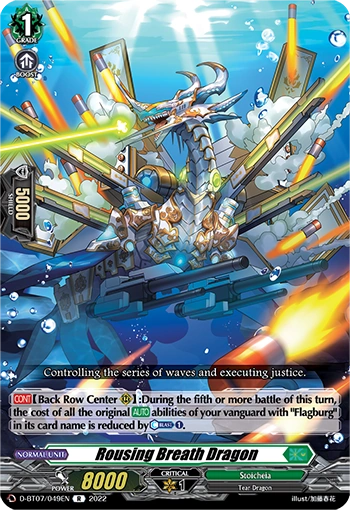 1
GRADE
BOOST
5000
SHIELD
Controlling the series of waves and executing justice.
CONT【Back Row Center】:During the fifth or more battle of this turn,
the cost of all the original AUTO abilities of your vanguard with "Flagburg"
in its card name is reduced by C BLAST 1.
NORMAL UNIT
Rousing Breath Dragon
POWER 8000
CRITICAL
1
Stoicheia
Tear Dragon
D-BT07/049EN R 2022
illust/加藤春花